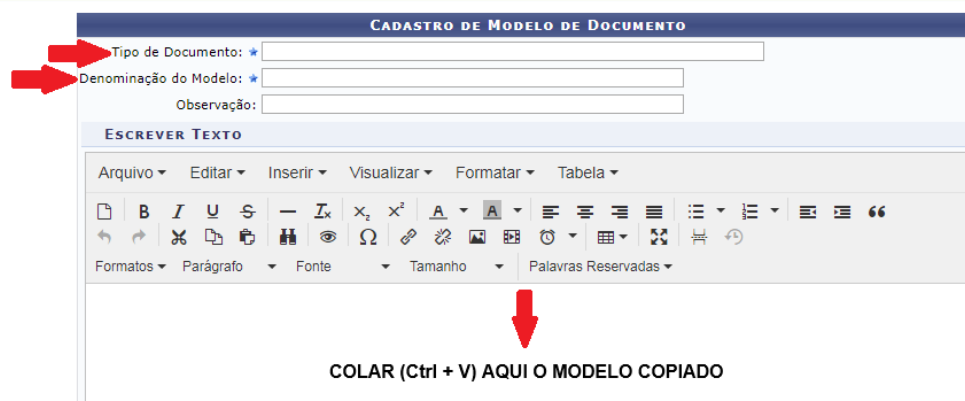 CADASTRO DE MODELO DE DOCUMENTO
Tipo de Documento:
Denominação do Modelo:
Observação:
ESCREVER TEXTO
Arquivo Editar Inserir Visualizar Formatar Tabela
Formatos Parágrafo Fonte Tamanho Palavras Reservadas
COLAR (Ctrl + V) AQUI O MODELO COPIADO